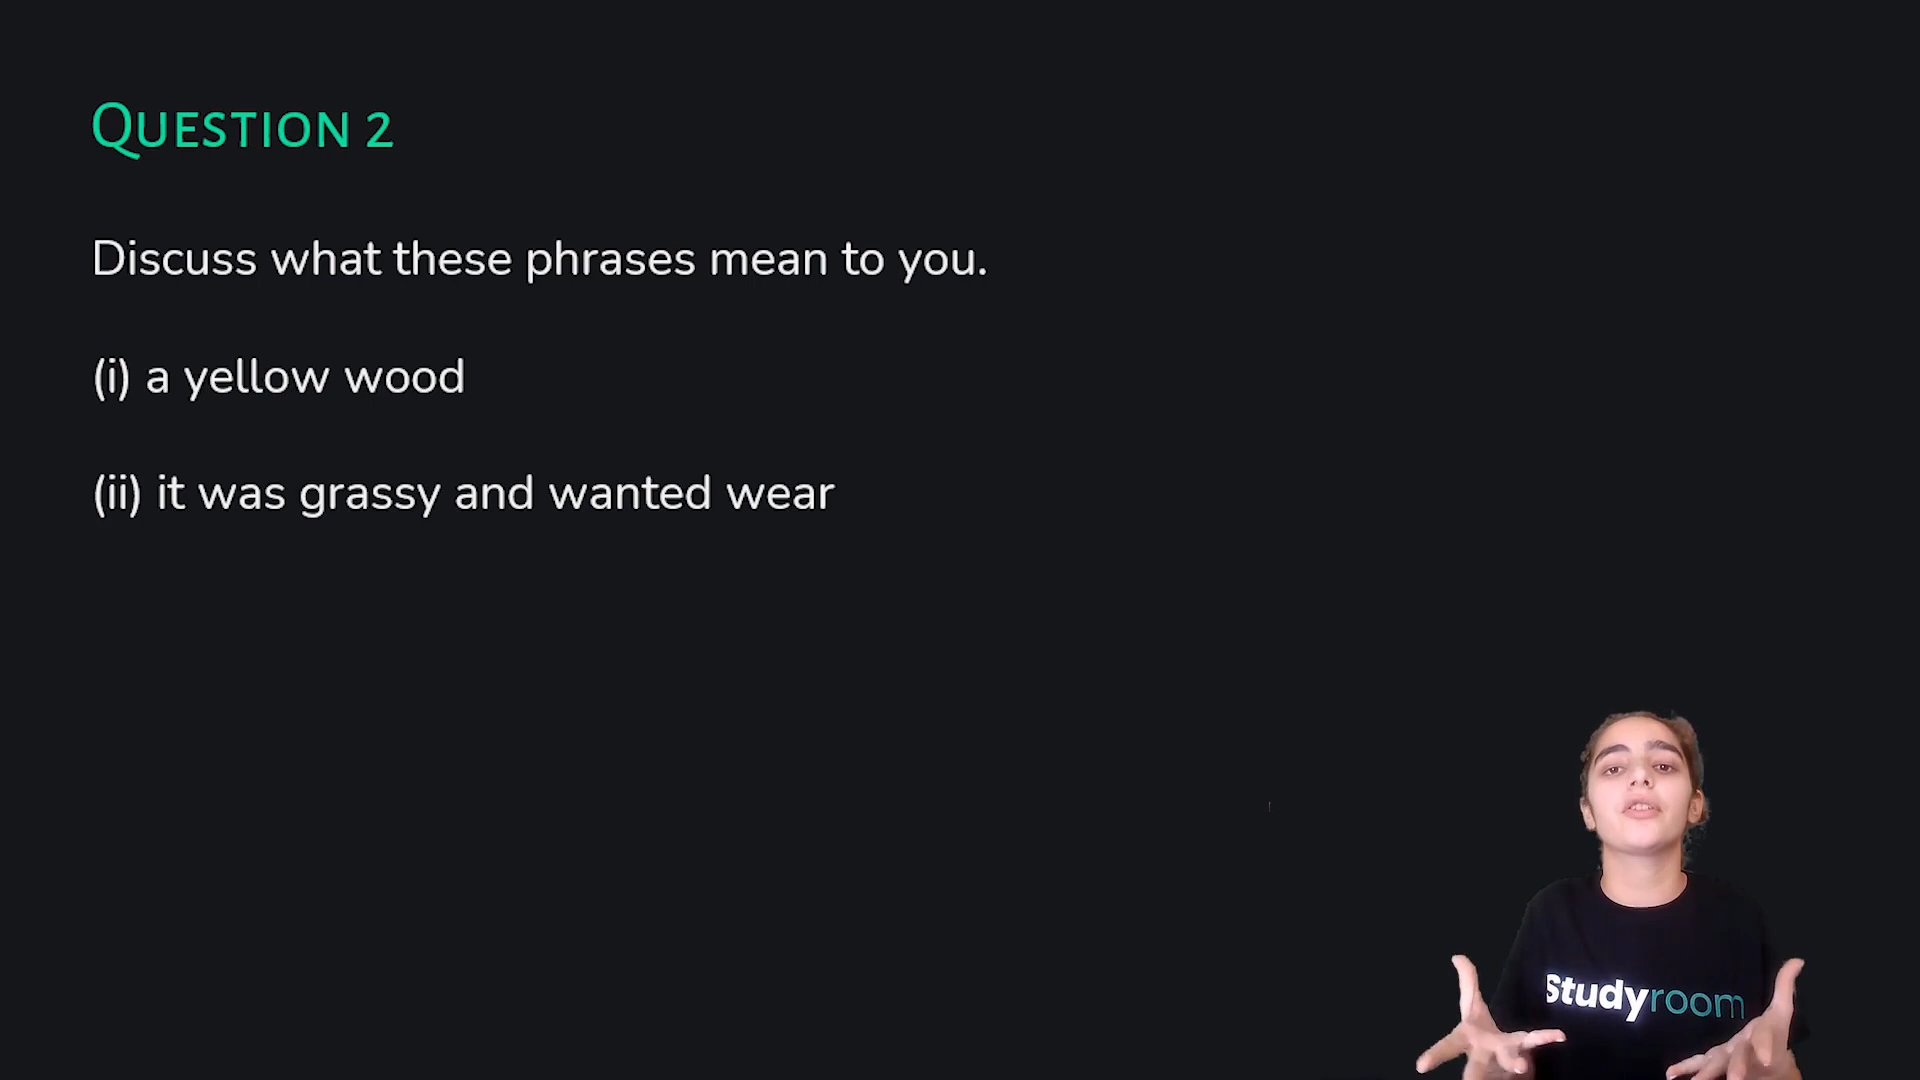 QUESTION 2
Discuss what these phrases mean to you.
(i) a yellow wood
(ii) it was grassy and wanted wear
Studyroom